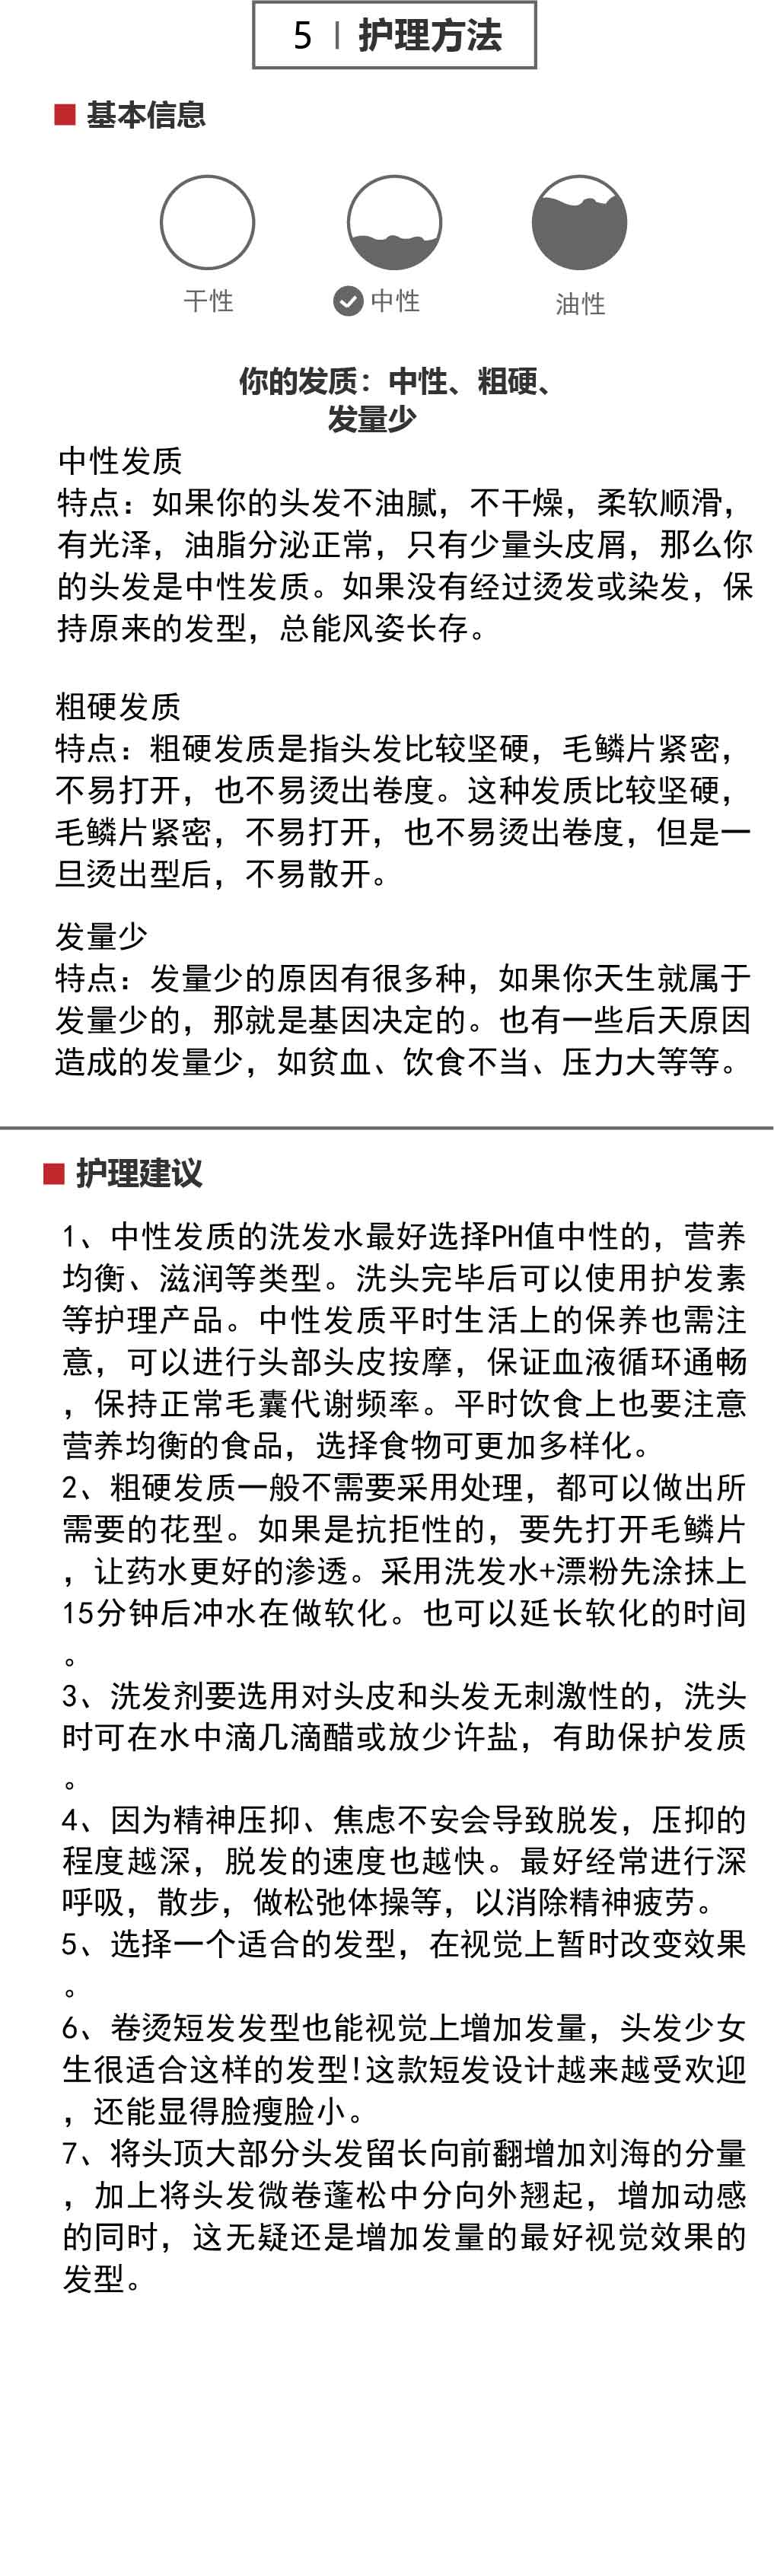 5 | 护理方法
基本信息
干性
中性
油性
你的发质：中性、粗硬、
发量少
中性发质
特点：如果你的头发不油腻，不干燥，柔软顺滑，
有光泽，油脂分泌正常，只有少量头皮屑，那么你
的头发是中性发质。如果没有经过烫发或染发，保
持原来的发型，总能风姿长存。
粗硬发质
特点：粗硬发质是指头发比较坚硬，毛鳞片紧密，
不易打开，也不易烫出卷度。这种发质比较坚硬，
毛鳞片紧密，不易打开，也不易烫出卷度，但是一
旦烫出型后，不易散开。
发量少
特点：发量少的原因有很多种，如果你天生就属于
发量少的，那就是基因决定的。也有一些后天原因
造成的发量少，如贫血、饮食不当、压力大等等。
护理建议
1、中性发质的洗发水最好选择PH值中性的，营养
均衡、滋润等类型。洗头完毕后可以使用护发素
等护理产品。中性发质平时生活上的保养也需注
意，可以进行头部头皮按摩，保证血液循环通畅
，保持正常毛囊代谢频率。平时饮食上也要注意
营养均衡的食品，选择食物可更加多样化。
2、粗硬发质一般不需要采用处理，都可以做出所
需要的花型。如果是抗拒性的，要先打开毛鳞片
，让药水更好的渗透。采用洗发水+漂粉先涂抹上
15分钟后冲水在做软化。也可以延长软化的时间
。
3、洗发剂要选用对头皮和头发无刺激性的，洗头
时可在水中滴几滴醋或放少许盐，有助保护发质
。
4、因为精神压抑、焦虑不安会导致脱发，压抑的
程度越深，脱发的速度也越快。最好经常进行深
呼吸，散步，做松弛体操等，以消除精神疲劳。
5、选择一个适合的发型，在视觉上暂时改变效果
。
6、卷烫短发发型也能视觉上增加发量，头发少女
生很适合这样的发型!这款短发设计越来越受欢迎
，还能显得脸瘦脸小。
7、将头顶大部分头发留长向前翻增加刘海的分量
，加上将头发微卷蓬松中分向外翘起，增加动感
的同时，这无疑还是增加发量的最好视觉效果的
发型。